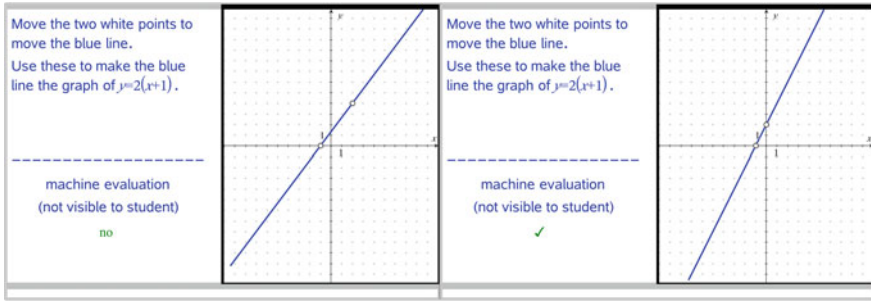 Move the two white points to
move the blue line.
Use these to make the blue
line the graph of y=2(x+1).
machine evaluation
(not visible to student)
no
y
x
1
1
Move the two white points to
move the blue line.
Use these to make the blue
line the graph of y=2(x+1).
machine evaluation
(not visible to student)
✓
y
x
1
1